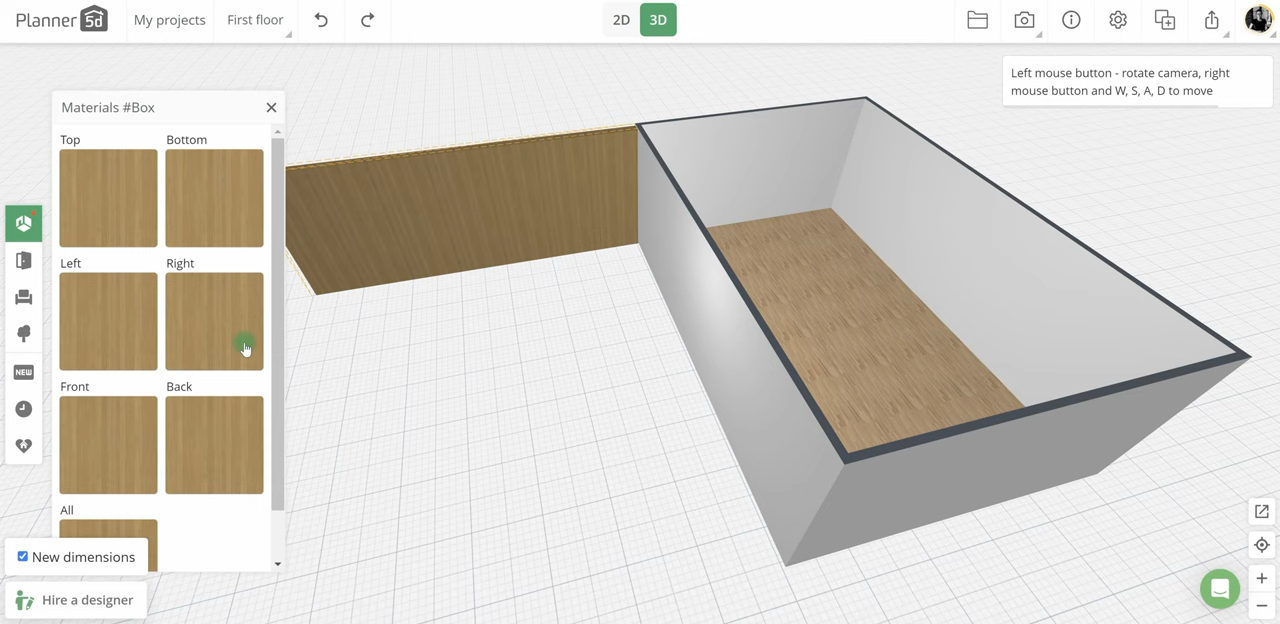 Planner 5d
My projects
First floor
2D
3D
Left mouse button - rotate camera, right
mouse button and W, S, A, D to move
Materials #Box
Top
Bottom
Left
Right
NEW
Front
Back
All
New dimensions
Hire a designer